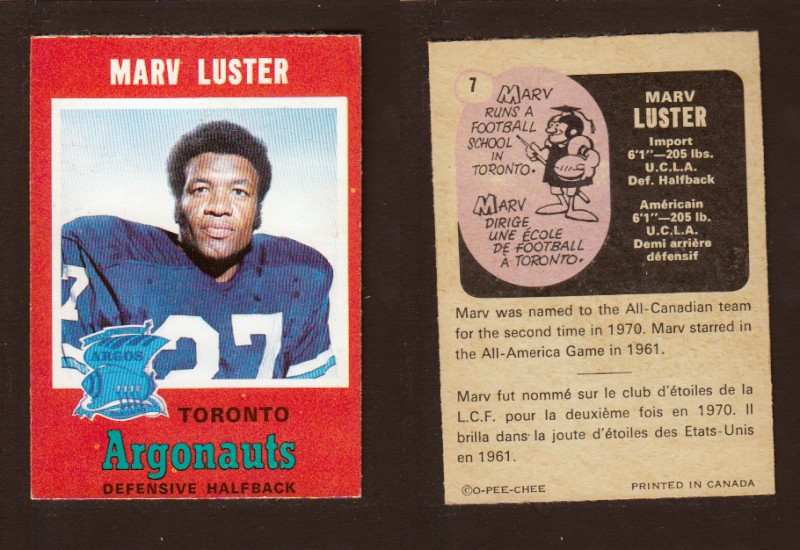 MARV LUSTER
27
ARGOS
TORONTO
Argonauts
DEFENSIVE HALFBACK
7
MARV
RUNS A
FOOTBALL
SCHOOL
IN
TORONTO.
MARV
DIRIGE
UNE ÉCOLE
DE FOOTBALL
À TORONTO.
MARV
LUSTER
Import
6'1"—205 lbs.
U.C.L.A.
Def. Halfback
Américain
6'1"—205 lb.
U.C.L.A.
Demi arrière
défensif
Marv was named to the All-Canadian team
for the second time in 1970. Marv starred in
the All-America Game in 1961.
Marv fut nommé sur le club d'étoiles de la
L.C.F. pour la deuxième fois en 1970. Il
brilla dans la joute d'étoiles des Etats-Unis
en 1961.
©O-PEE-CHEE PRINTED IN CANADA